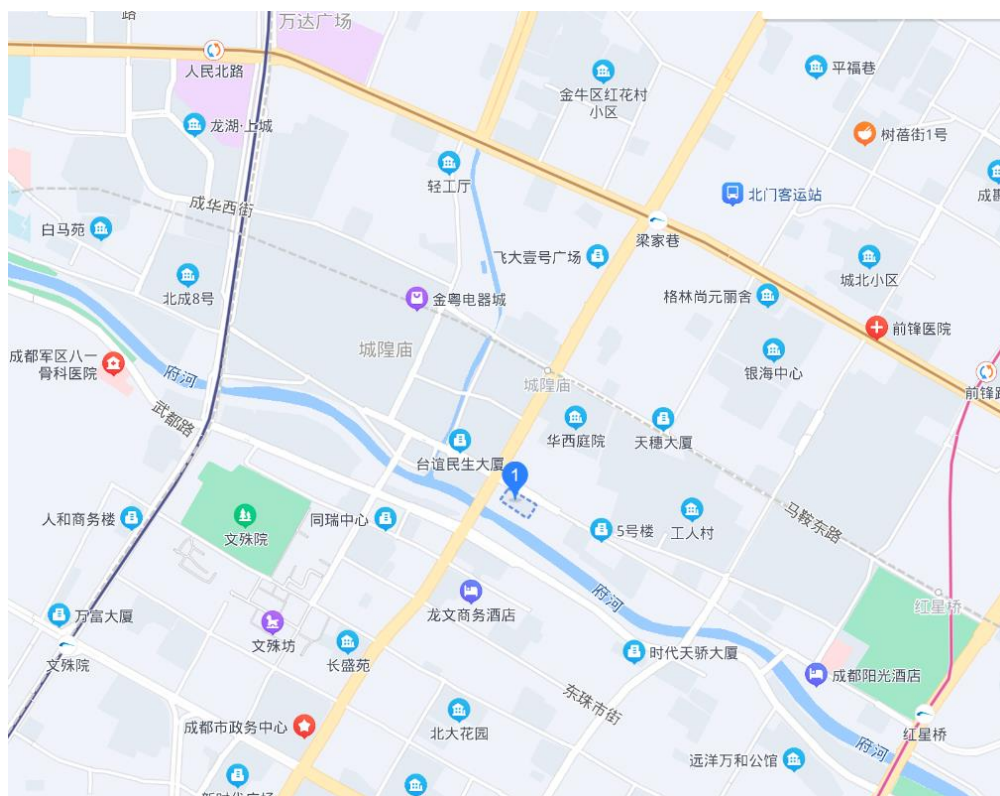 路
万达广场
人民北路
平福巷
金牛区红花村
小区
龙湖·上城
树蓓街1号
轻工厅
成华西街
北门客运站
白马苑
梁家巷
飞大壹号广场
城北小区
北成8号
金粤电器城
格林尚元丽舍
前锋医院
城隍庙
成都军区八一
骨科医院
府河
银海中心
城隍庙
前锋路
武都路
华西庭院
天穗大厦
台谊民生大厦
1
人和商务楼
文殊院
同瑞中心
5号楼
工人村
马鞍东路
府河
红星桥
万富大厦
文殊坊
龙文商务酒店
长盛苑
文殊院
时代天骄大厦
成都阳光酒店
东珠市街
成都市政务中心
北大花园
红星桥
府河
远洋万和公馆